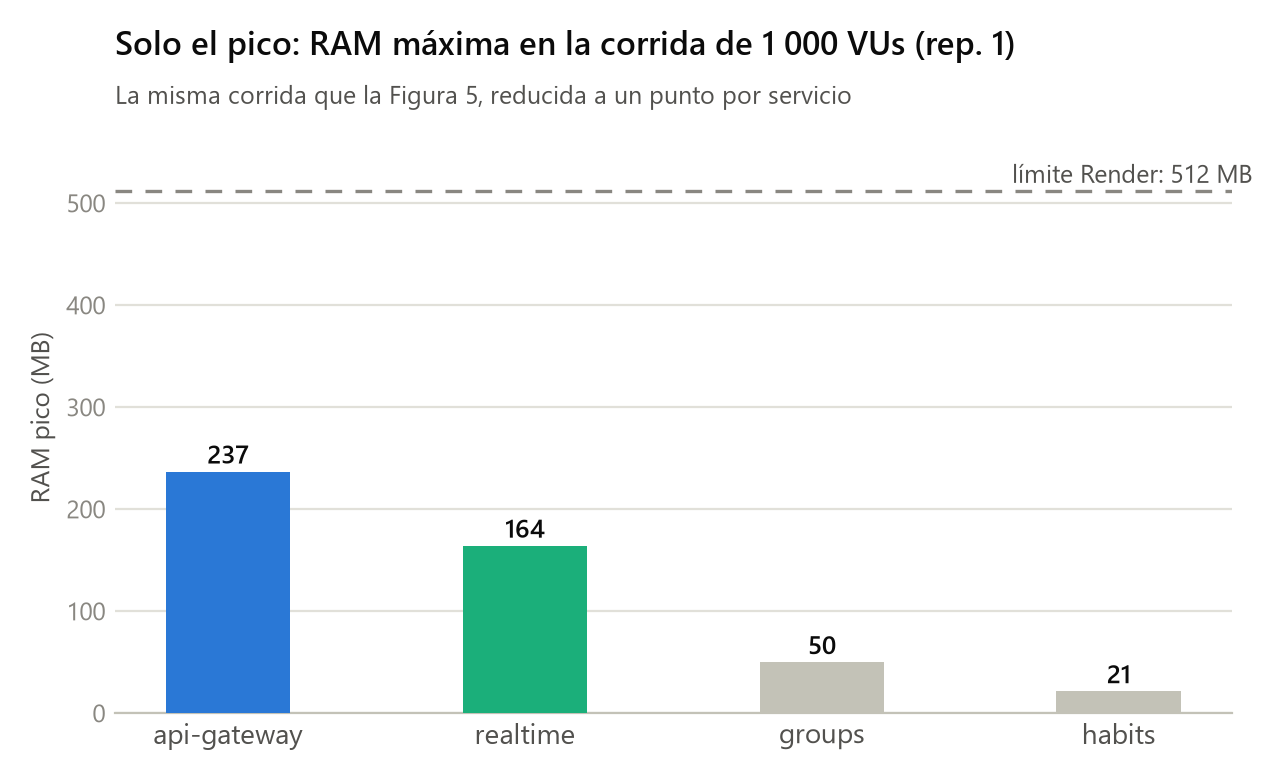 Solo el pico: RAM máxima en la corrida de 1 000 VUs (rep. 1)
La misma corrida que la Figura 5, reducida a un punto por servicio
límite Render: 512 MB
500
400
300
200
100
0
RAM pico (MB)
237
164
50
21
api-gateway
realtime
groups
habits